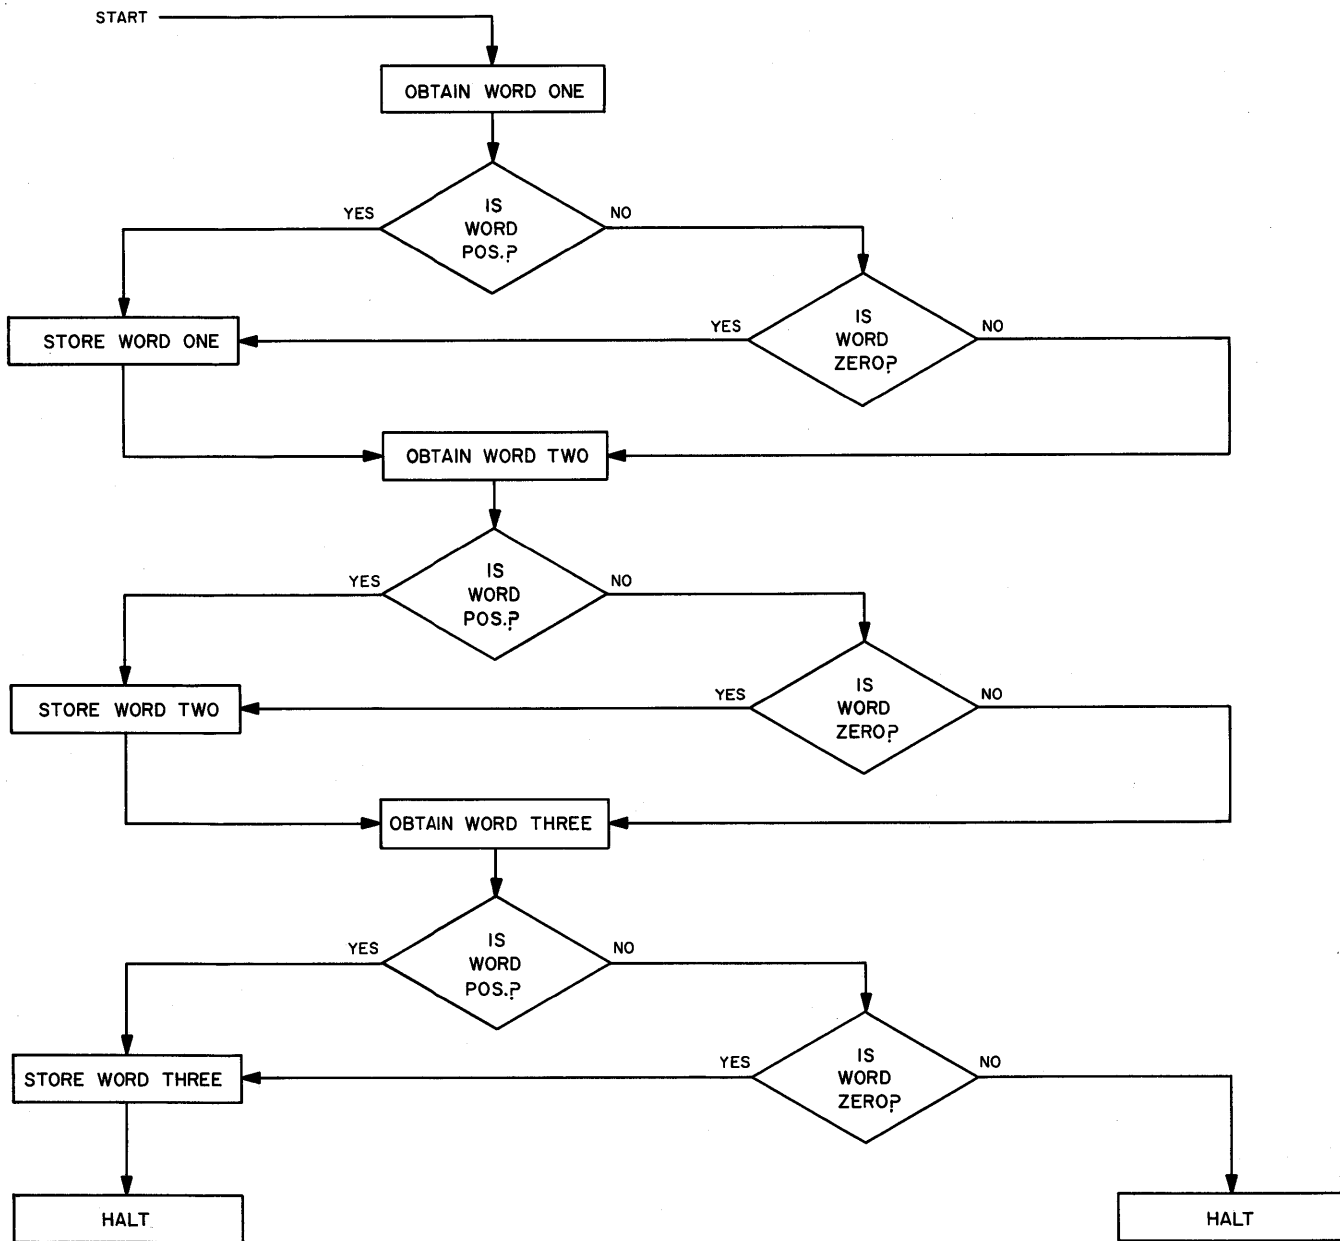 START
OBTAIN WORD ONE
YES
IS
WORD
POS.?
NO
STORE WORD ONE
YES
IS
WORD
ZERO?
NO
OBTAIN WORD TWO
YES
IS
WORD
POS.?
NO
STORE WORD TWO
YES
IS
WORD
ZERO?
NO
OBTAIN WORD THREE
YES
IS
WORD
POS.?
NO
STORE WORD THREE
YES
IS
WORD
ZERO?
NO
HALT
HALT